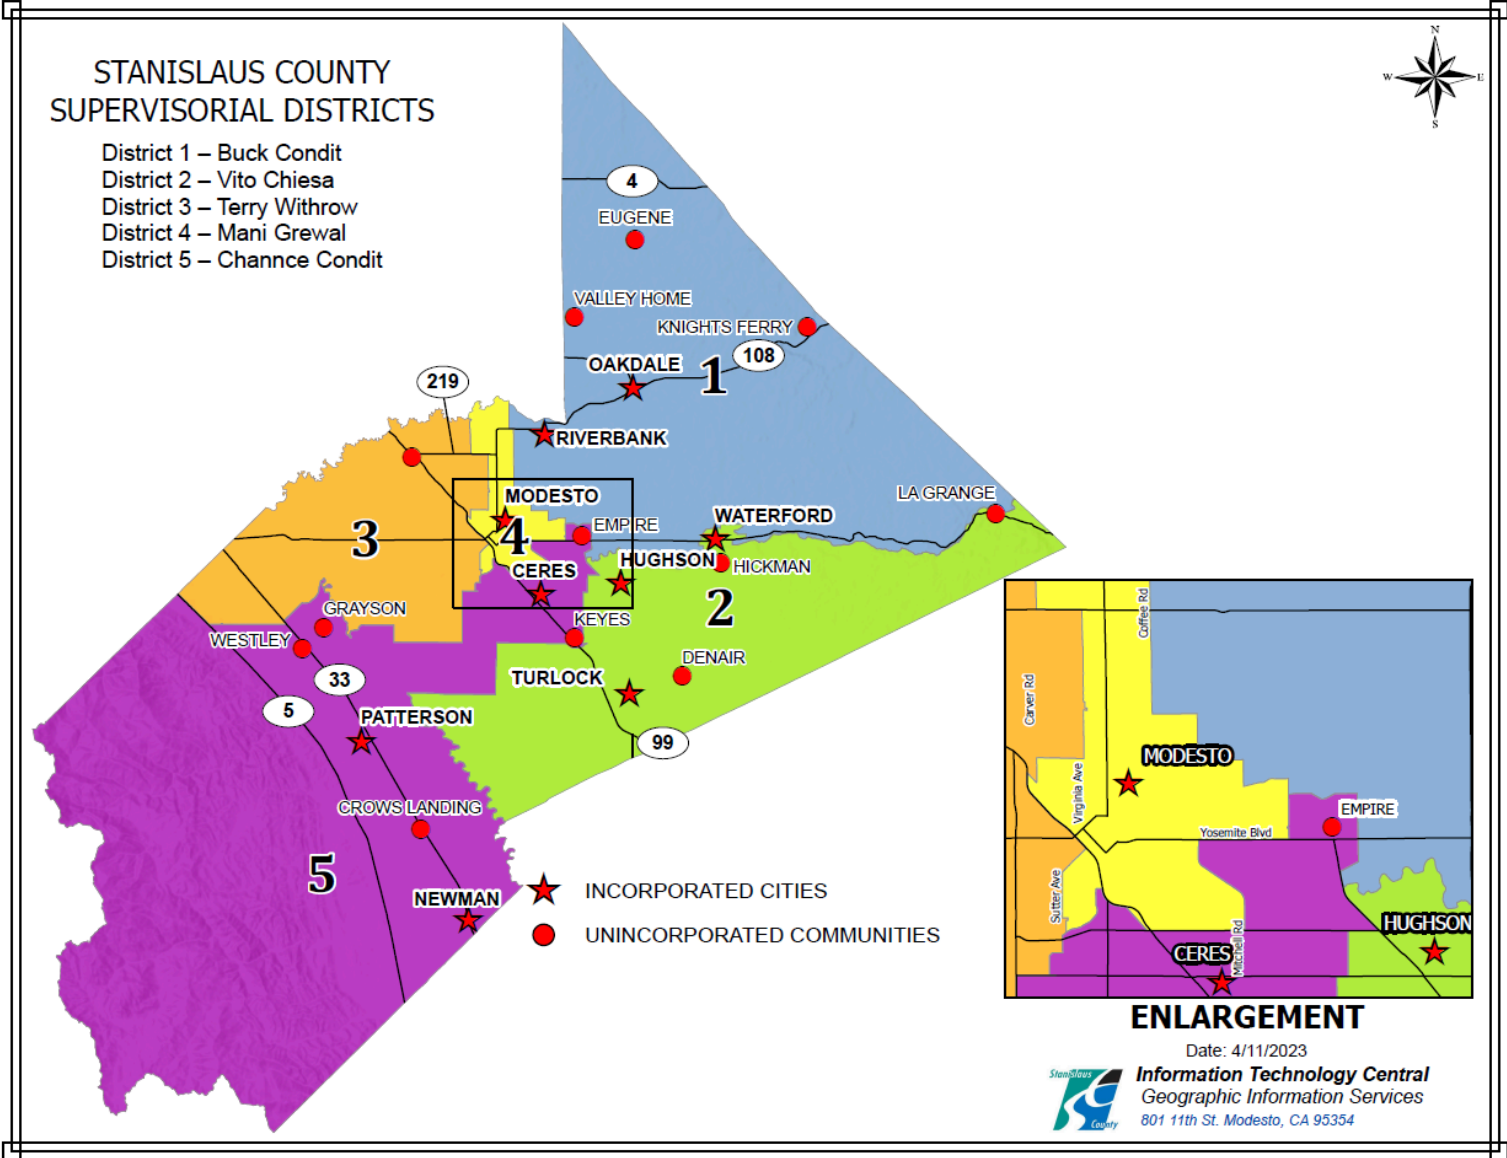 STANISLAUS COUNTY
SUPERVISORIAL DISTRICTS
District 1 – Buck Condit
District 2 – Vito Chiesa
District 3 – Terry Withrow
District 4 – Mani Grewal
District 5 – Channce Condit
N
W
E
S
4
EUGENE
VALLEY HOME
KNIGHTS FERRY
108
OAKDALE
1
219
RIVERBANK
LA GRANGE
MODESTO
WATERFORD
EMPIRE
3
4
HUGHSON
HICKMAN
CERES
2
GRAYSON
KEYES
WESTLEY
DENAIR
33
TURLOCK
5
PATTERSON
99
CROWS LANDING
5
NEWMAN
INCORPORATED CITIES
UNINCORPORATED COMMUNITIES
Coffee Rd
Carver Rd
MODESTO
Virginia Ave
EMPIRE
Yosemite Blvd
Sutter Ave
HUGHSON
Mitchell Rd
CERES
ENLARGEMENT
Date: 4/11/2023
Stanislaus
County
Information Technology Central
Geographic Information Services
801 11th St. Modesto, CA 95354